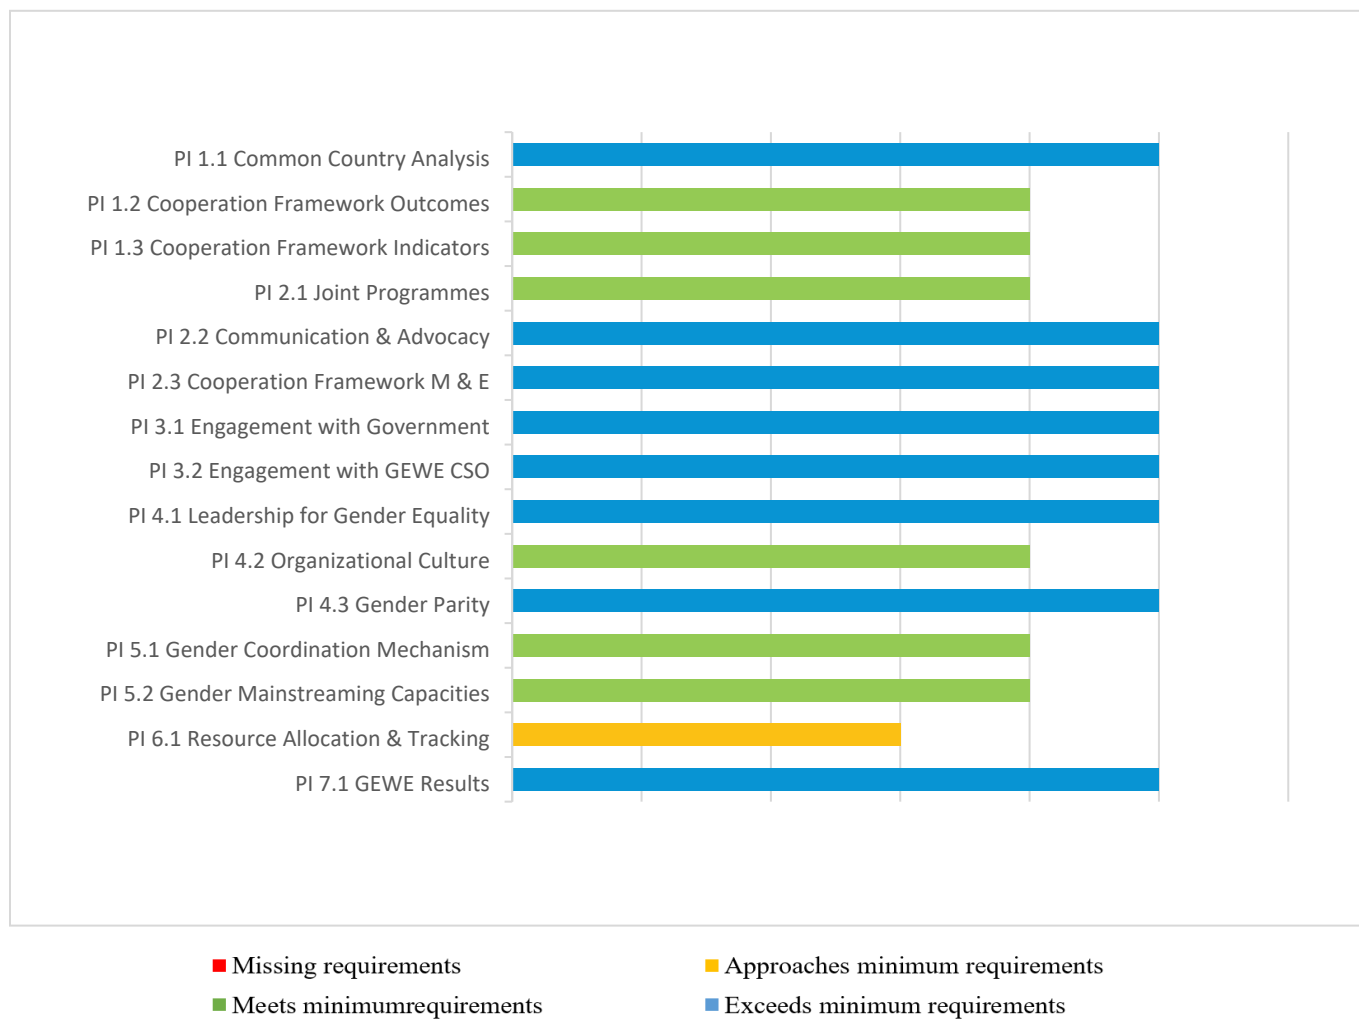 PI 1.1 Common Country Analysis
PI 1.2 Cooperation Framework Outcomes
PI 1.3 Cooperation Framework Indicators
PI 2.1 Joint Programmes
PI 2.2 Communication & Advocacy
PI 2.3 Cooperation Framework M & E
PI 3.1 Engagement with Government
PI 3.2 Engagement with GEWE CSO
PI 4.1 Leadership for Gender Equality
PI 4.2 Organizational Culture
PI 4.3 Gender Parity
PI 5.1 Gender Coordination Mechanism
PI 5.2 Gender Mainstreaming Capacities
PI 6.1 Resource Allocation & Tracking
PI 7.1 GEWE Results
Missing requirements
Approaches minimum requirements
Meets minimumrequirements
Exceeds minimum requirements